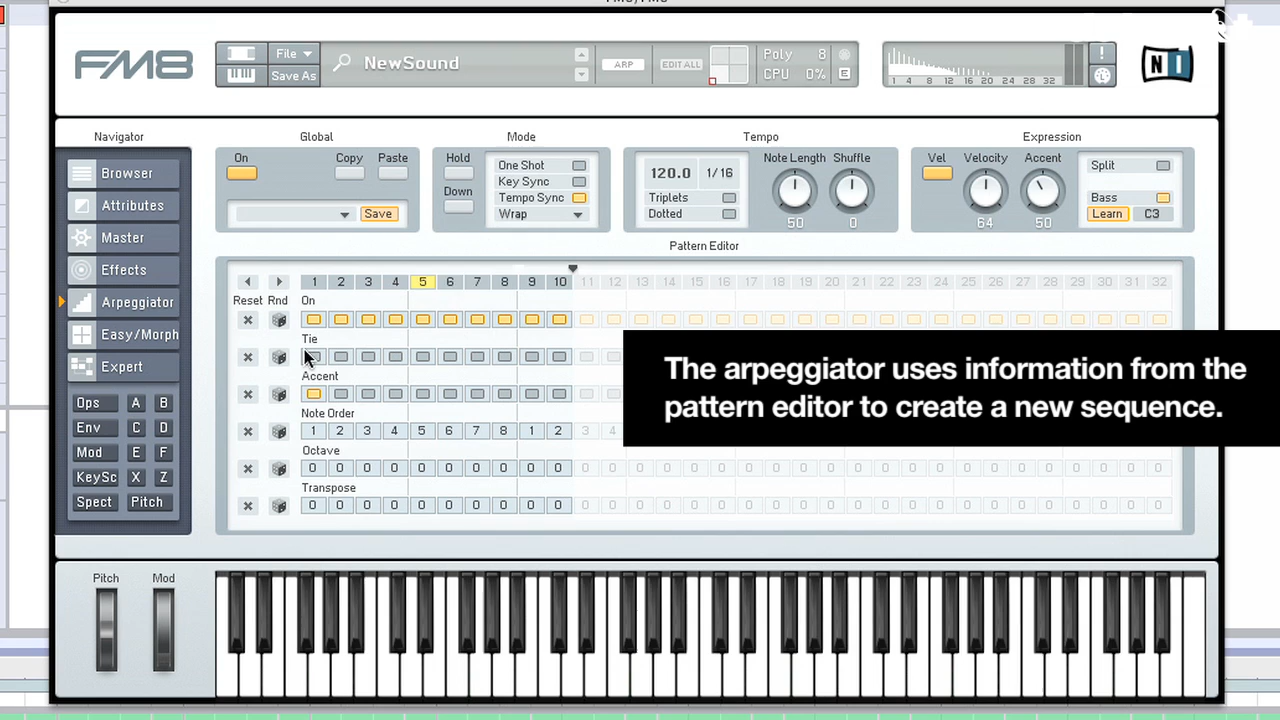 FM8
File
Save As
NewSound
ARP
EDIT ALL
Poly 8
CPU 0%
!
E
1 4 8 12 16 20 24 28 32
NI
Navigator
Browser
Attributes
Master
Effects
Arpeggiator
Easy/Morph
Expert
Ops A B
Env C D
Mod E F
KeySc X Z
Spect Pitch
Global
On
Copy
Paste
Save
Mode
Hold
Down
One Shot
Key Sync
Tempo Sync
Wrap
Tempo
120.0 1/16
Triplets
Dotted
Note Length
50
Shuffle
0
Expression
Vel
Velocity
64
Accent
50
Split
Bass
Learn C3
Pattern Editor
1 2 3 4 5 6 7 8 9 10 11 12 13 14 15 16 17 18 19 20 21 22 23 24 25 26 27 28 29 30 31 32
Reset Rnd On
Tie
Accent
Note Order
1 2 3 4 5 6 7 8 1 2 3 4
Octave
0 0 0 0 0 0 0 0 0 0 0 0 0 0 0 0 0 0 0 0 0 0 0 0 0 0 0 0 0 0 0 0
Transpose
0 0 0 0 0 0 0 0 0 0 0 0 0 0 0 0 0 0 0 0 0 0 0 0 0 0 0 0 0 0 0 0
The arpeggiator uses information from the
pattern editor to create a new sequence.
Pitch
Mod